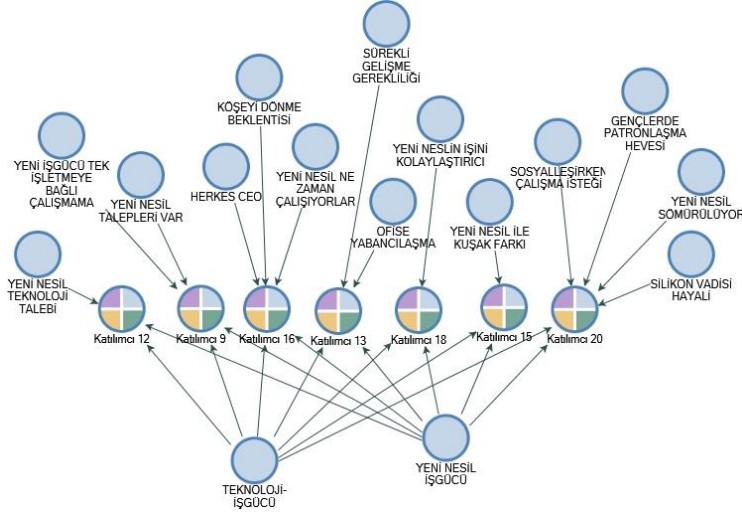 SÜREKLİ
GELİŞME
GEREKLİLİĞİ
KÖŞEYİ DÖNME
BEKLENTİSİ
GENÇLERDE
PATRONLAŞMA
HEVESİ
YENİ İŞGÜCÜ TEK
İŞLETMEYE
BAĞLI
ÇALIŞMAMA
YENİ NESİL
TALEPLERİ VAR
HERKES CEO
YENİ NESİL NE
ZAMAN
ÇALIŞIYORLAR
YENİ NESLİN İŞİNİ
KOLAYLAŞTIRICI
SOSYALLEŞİRKEN
ÇALIŞMA İSTEĞİ
YENİ NESİL
SÖMÜRÜLÜYOR
OFİSE
YABANCILAŞMA
YENİ NESİL İLE
KUŞAK FARKI
YENİ NESİL
TEKNOLOJİ
TALEBİ
SİLİKON VADİSİ
HAYALİ
Katılımcı 12
Katılımcı 9
Katılımcı 16
Katılımcı 13
Katılımcı 18
Katılımcı 15
Katılımcı 20
TEKNOLOJİ-
İŞGÜCÜ
YENİ NESİL
İŞGÜCÜ